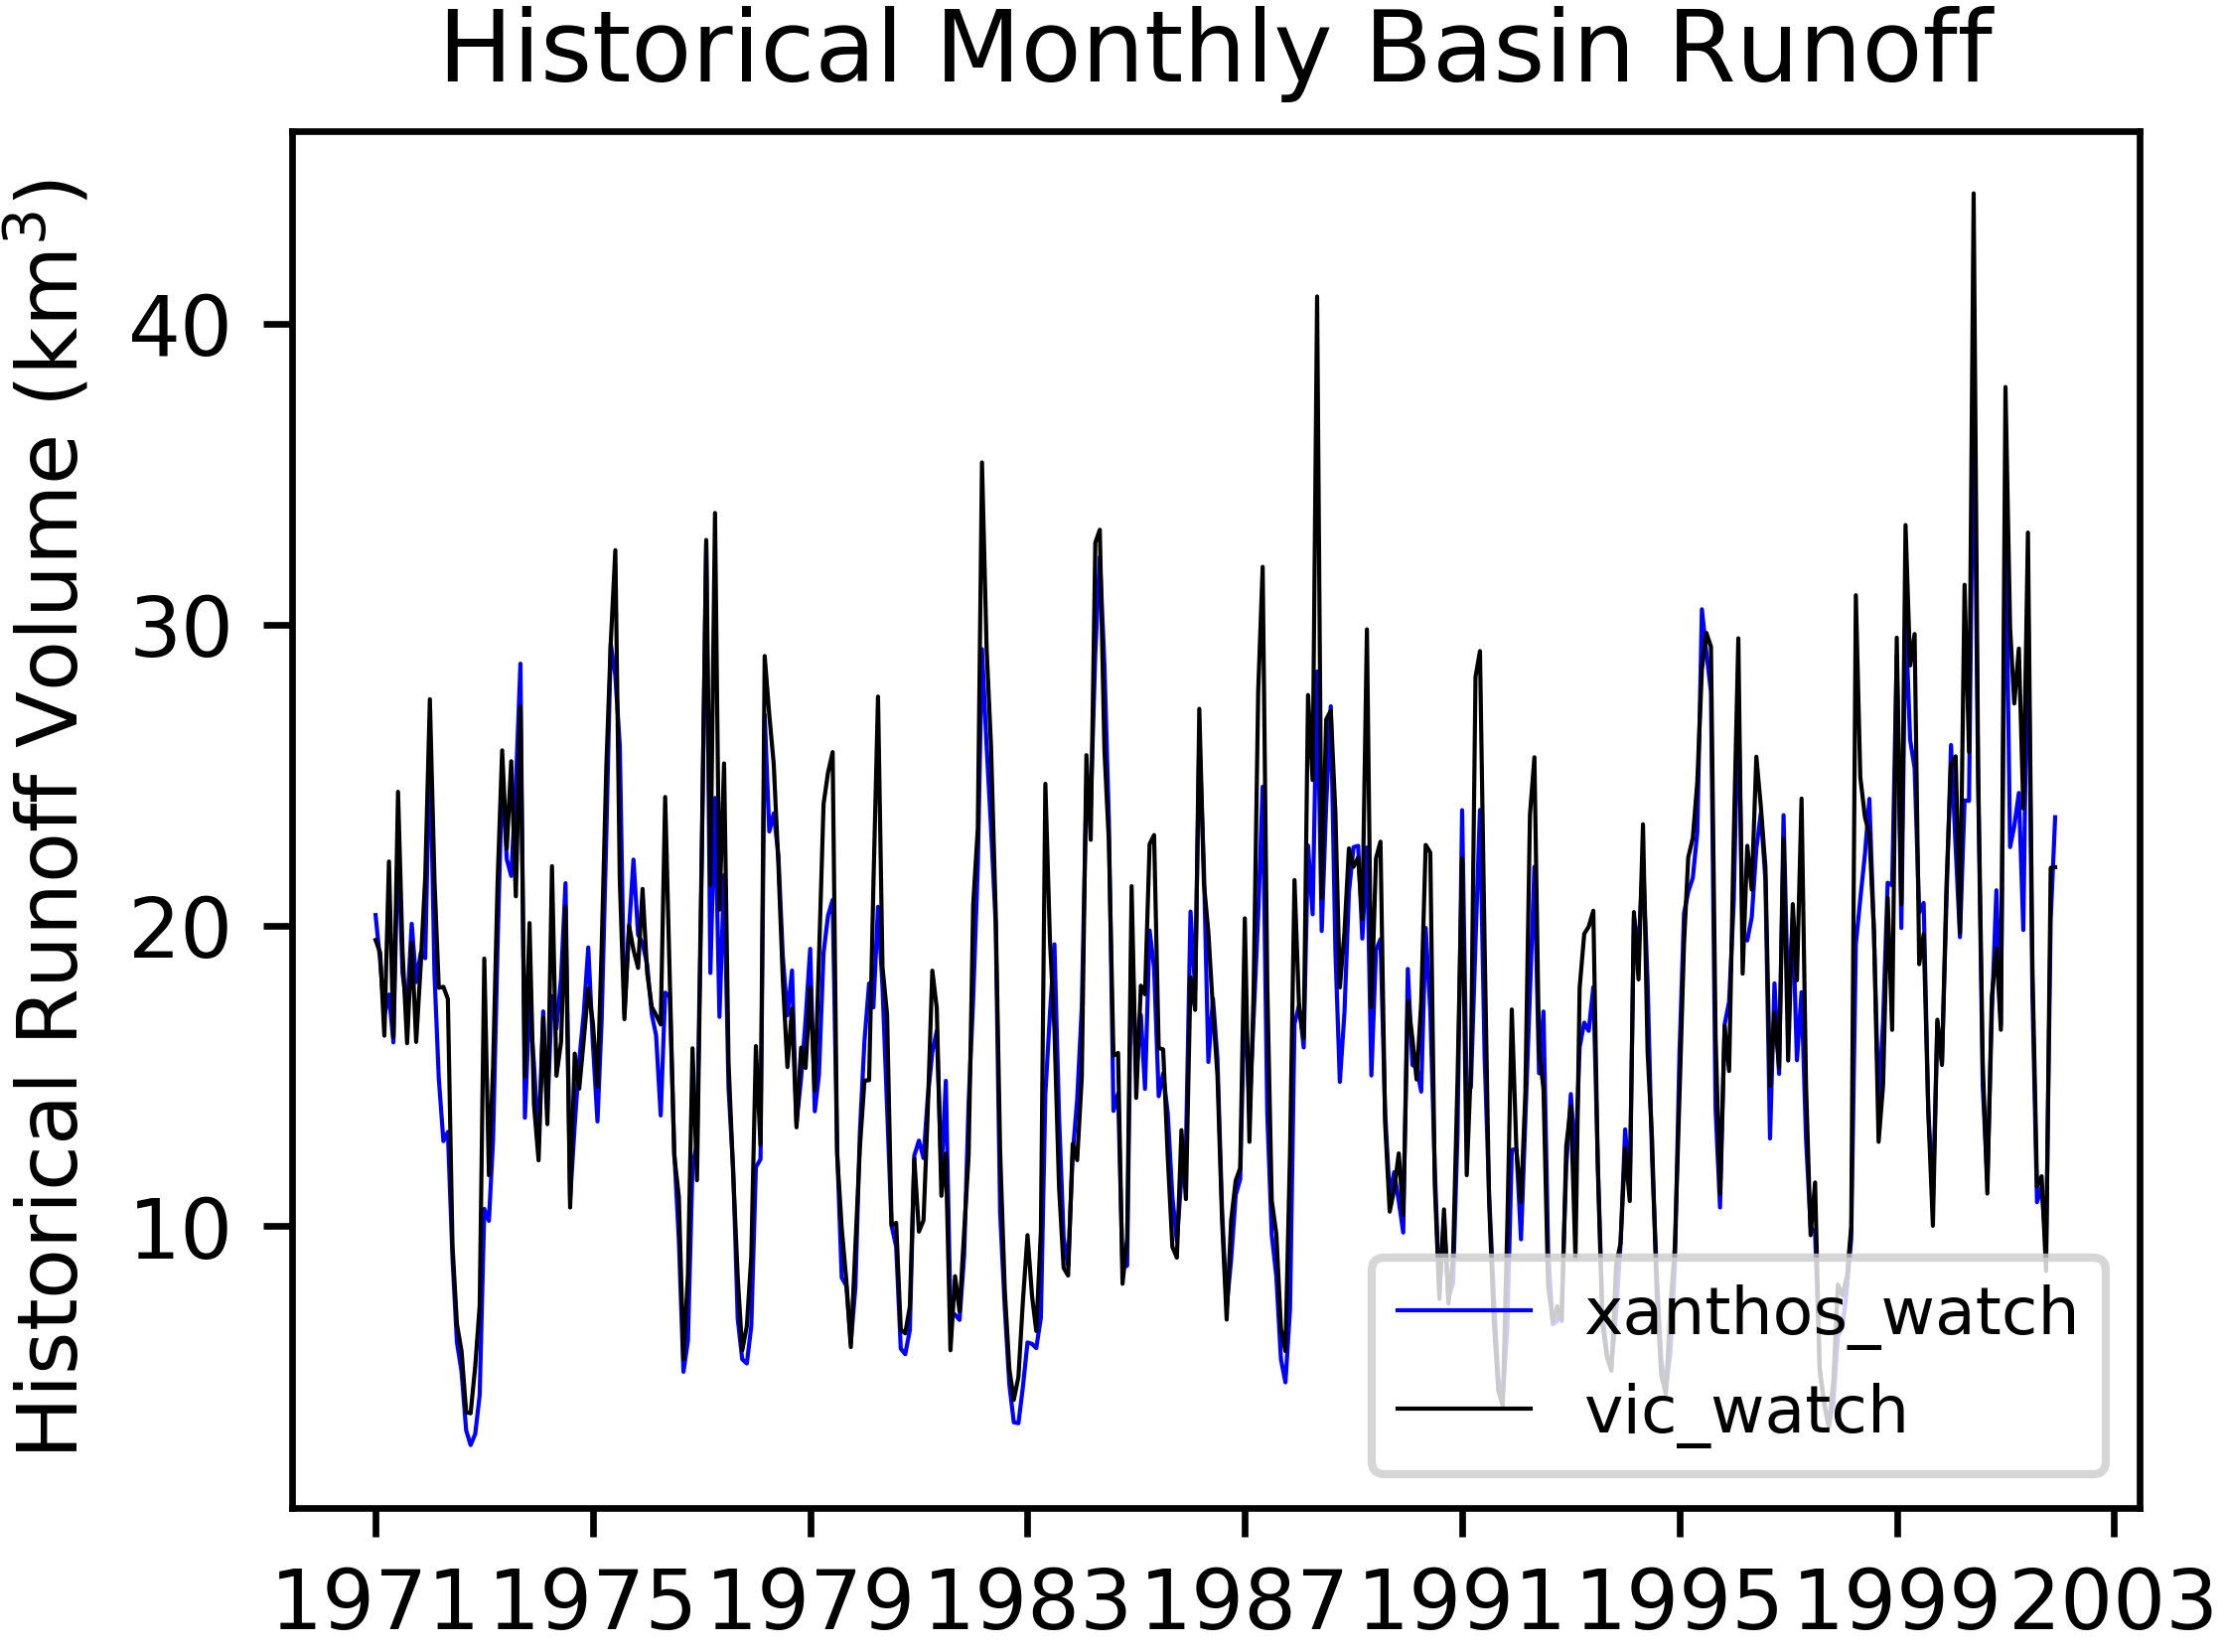 Historical Monthly Basin Runoff
Historical Runoff Volume (km³)
40
30
20
10
xanthos_watch
vic_watch
1971 1975 1979 1983 1987 1991 1995 1999 2003